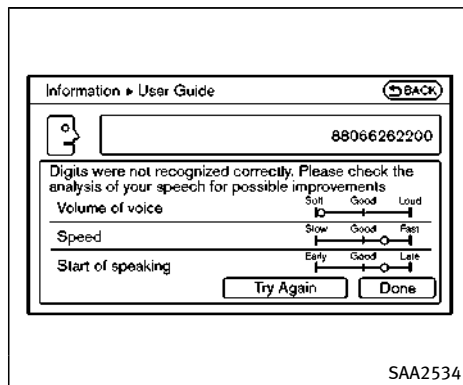 Information ▸ User Guide
BACK
88066262200
Digits were not recognized correctly. Please check the
analysis of your speech for possible improvements
Soft Good Loud
Volume of voice
Slow Good Fast
Speed
Early Good Late
Start of speaking
Try Again Done
SAA2534